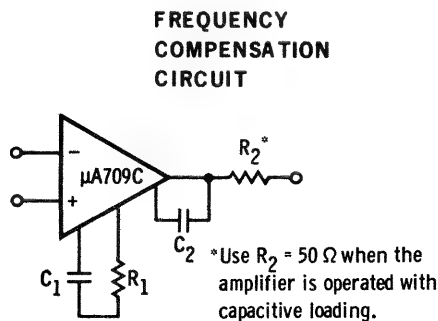 FREQUENCY
COMPENSATION
CIRCUIT
R2*
−
μA709C
+
C2
C1
R1
*Use R2 = 50 Ω when the
amplifier is operated with
capacitive loading.